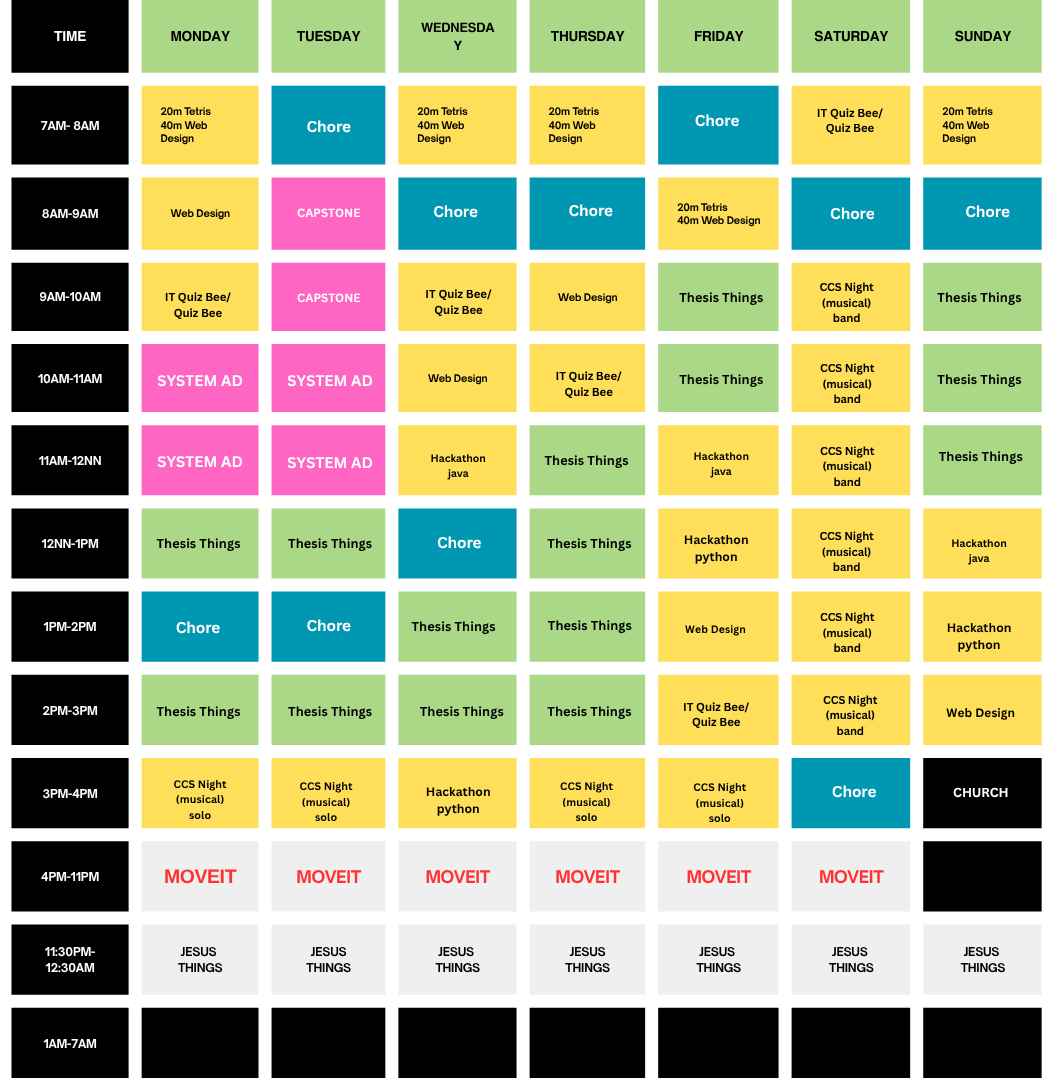 TIME
MONDAY
TUESDAY
WEDNESDA
Y
THURSDAY
FRIDAY
SATURDAY
SUNDAY
7AM- 8AM
20m Tetris
40m Web
Design
Chore
20m Tetris
40m Web
Design
20m Tetris
40m Web
Design
Chore
IT Quiz Bee/
Quiz Bee
20m Tetris
40m Web
Design
8AM-9AM
Web Design
CAPSTONE
Chore
Chore
20m Tetris
40m Web Design
Chore
Chore
9AM-10AM
IT Quiz Bee/
Quiz Bee
CAPSTONE
IT Quiz Bee/
Quiz Bee
Web Design
Thesis Things
CCS Night
(musical)
band
Thesis Things
10AM-11AM
SYSTEM AD
SYSTEM AD
Web Design
IT Quiz Bee/
Quiz Bee
Thesis Things
CCS Night
(musical)
band
Thesis Things
11AM-12NN
SYSTEM AD
SYSTEM AD
Hackathon
java
Thesis Things
Hackathon
java
CCS Night
(musical)
band
Thesis Things
12NN-1PM
Thesis Things
Thesis Things
Chore
Thesis Things
Hackathon
python
CCS Night
(musical)
band
Hackathon
java
1PM-2PM
Chore
Chore
Thesis Things
Thesis Things
Web Design
CCS Night
(musical)
band
Hackathon
python
2PM-3PM
Thesis Things
Thesis Things
Thesis Things
Thesis Things
IT Quiz Bee/
Quiz Bee
CCS Night
(musical)
band
Web Design
3PM-4PM
CCS Night
(musical)
solo
CCS Night
(musical)
solo
Hackathon
python
CCS Night
(musical)
solo
CCS Night
(musical)
solo
Chore
CHURCH
4PM-11PM
MOVEIT
MOVEIT
MOVEIT
MOVEIT
MOVEIT
MOVEIT
11:30PM-
12:30AM
JESUS
THINGS
JESUS
THINGS
JESUS
THINGS
JESUS
THINGS
JESUS
THINGS
JESUS
THINGS
JESUS
THINGS
1AM-7AM